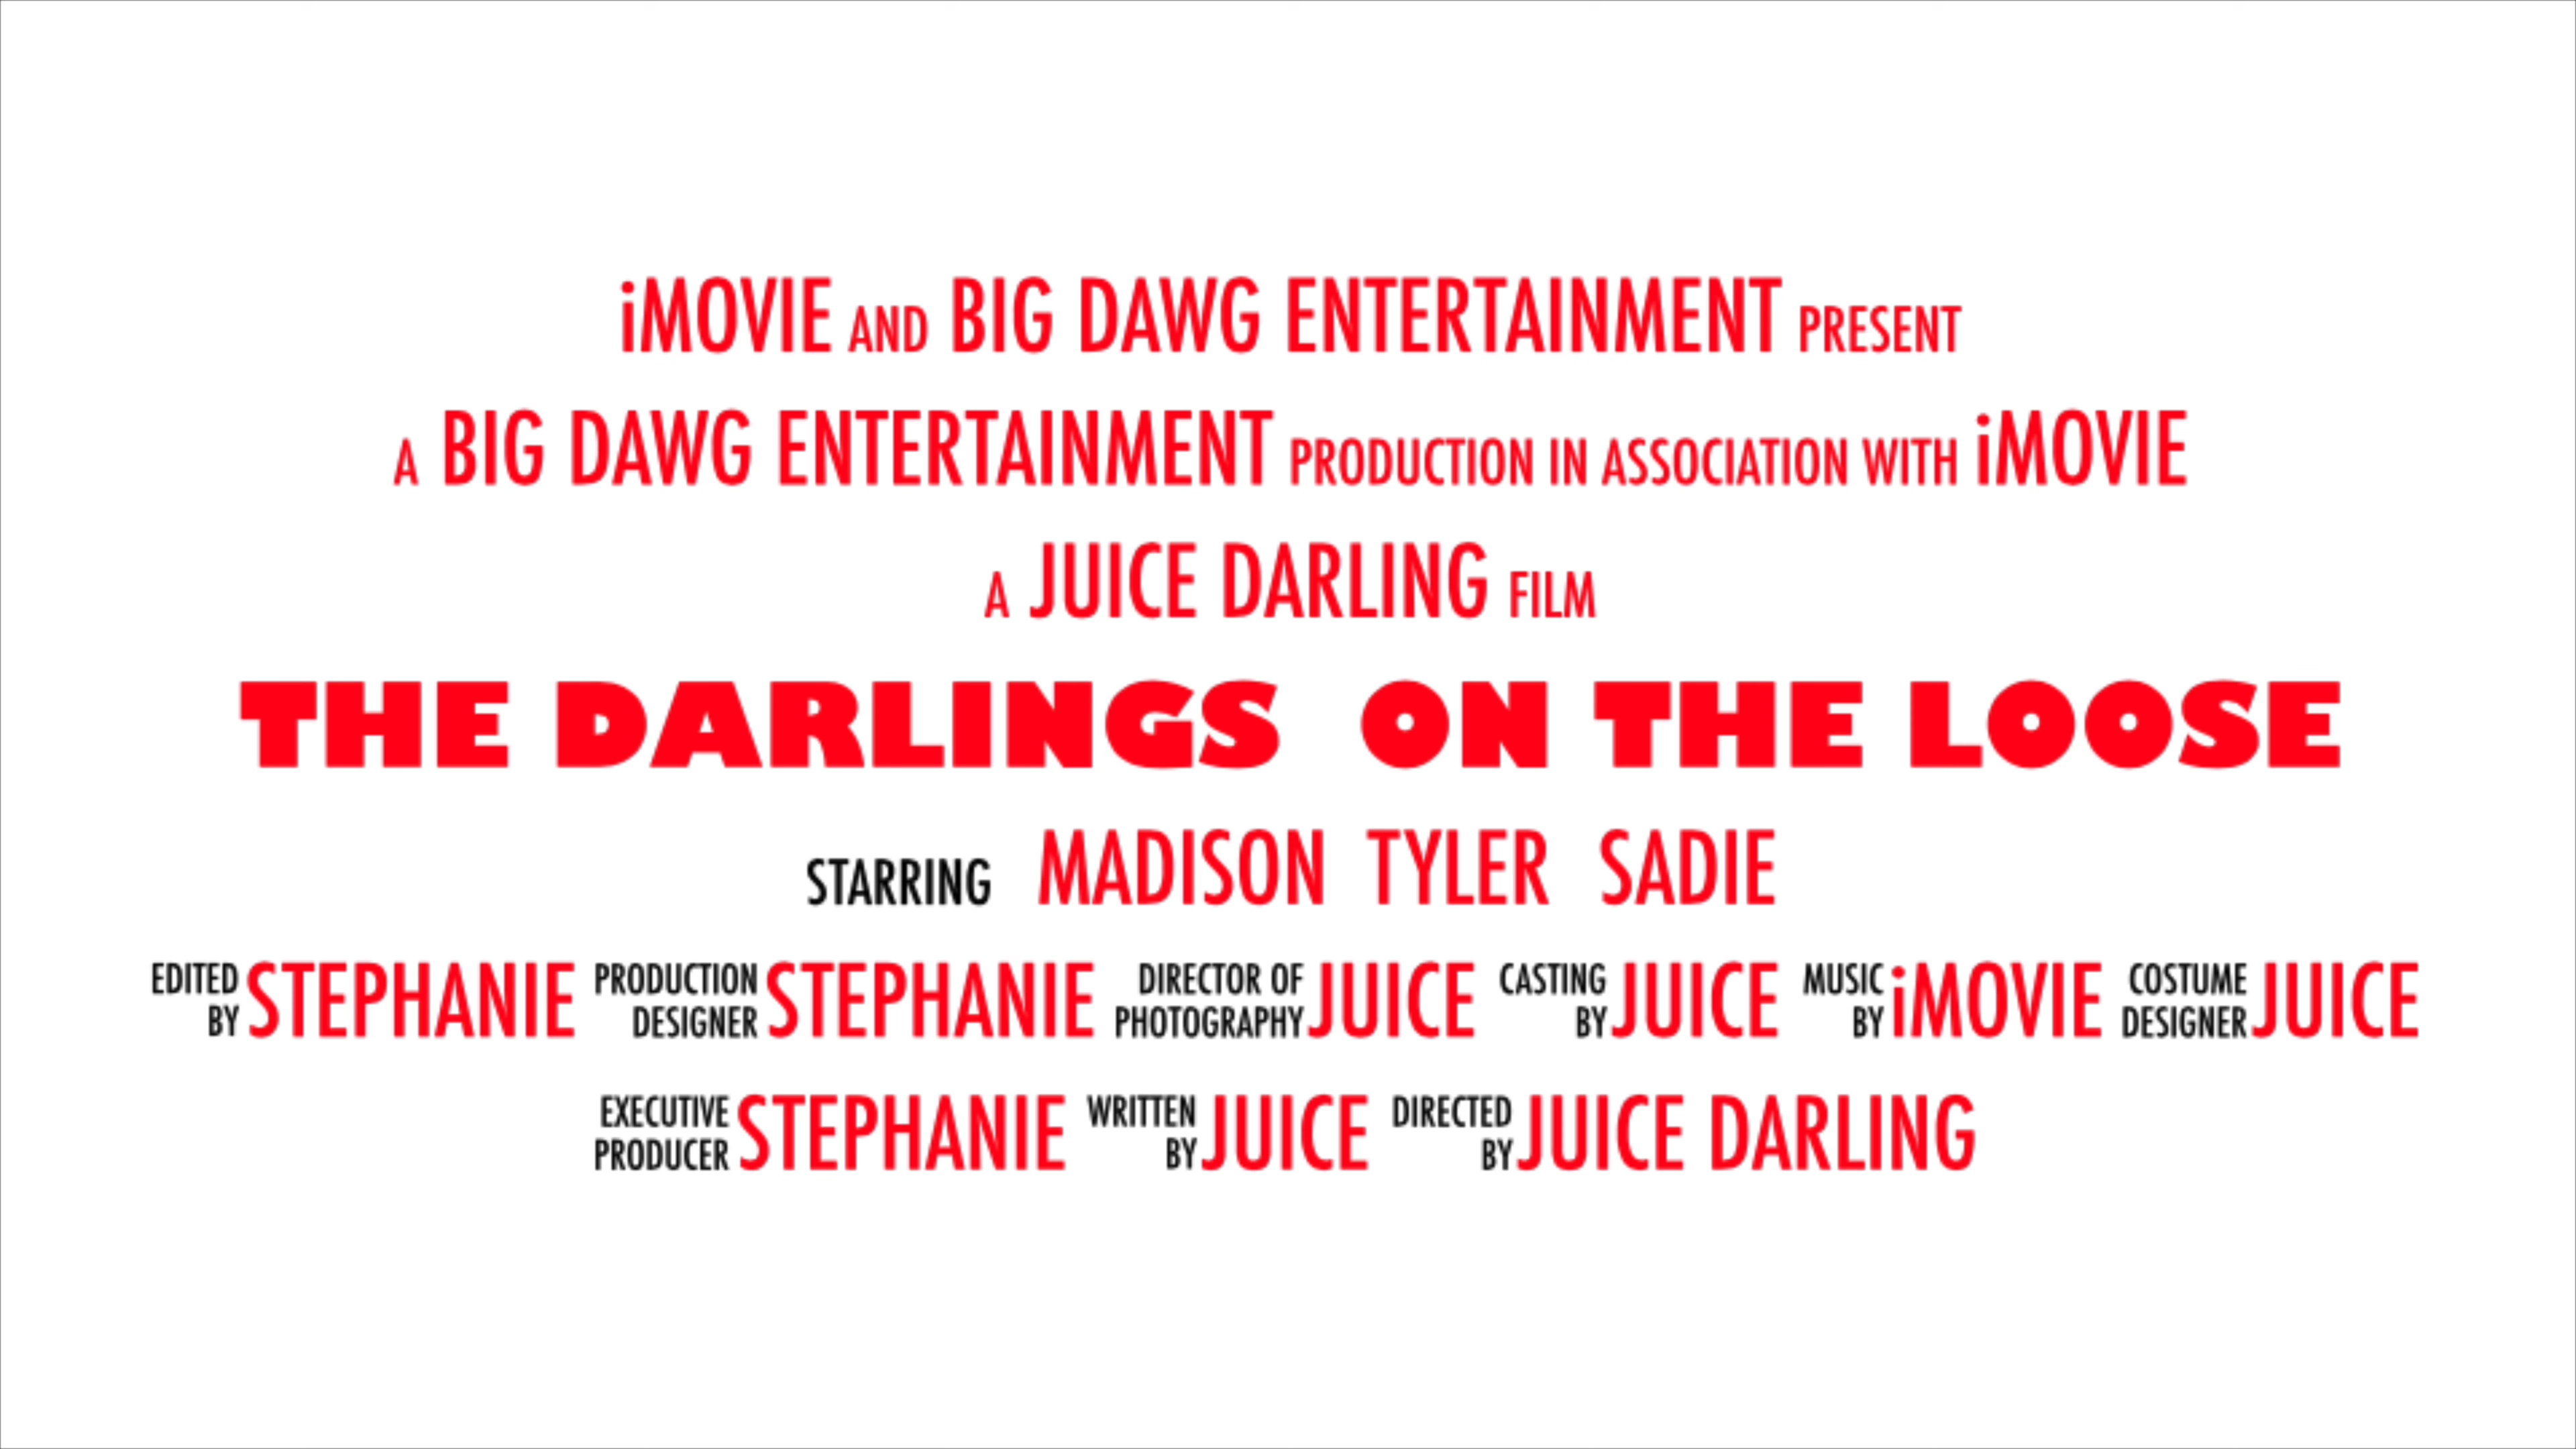 iMOVIE AND BIG DAWG ENTERTAINMENT PRESENT
A BIG DAWG ENTERTAINMENT PRODUCTION IN ASSOCIATION WITH iMOVIE
A JUICE DARLING FILM
THE DARLINGS ON THE LOOSE
STARRING MADISON TYLER SADIE
EDITED BY STEPHANIE PRODUCTION DESIGNER STEPHANIE DIRECTOR OF PHOTOGRAPHY JUICE CASTING BY JUICE MUSIC BY iMOVIE COSTUME DESIGNER JUICE
EXECUTIVE PRODUCER STEPHANIE WRITTEN BY JUICE DIRECTED BY JUICE DARLING